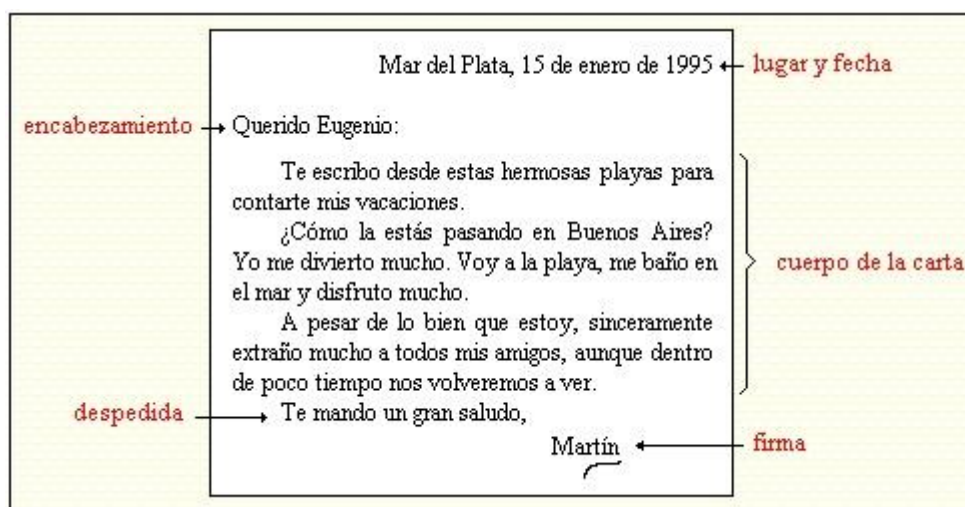 Mar del Plata, 15 de enero de 1995
lugar y fecha
encabezamiento
Querido Eugenio:
Te escribo desde estas hermosas playas para
contarte mis vacaciones.
¿Cómo la estás pasando en Buenos Aires?
Yo me divierto mucho. Voy a la playa, me baño en
el mar y disfruto mucho.
cuerpo de la carta
A pesar de lo bien que estoy, sinceramente
extraño mucho a todos mis amigos, aunque dentro
de poco tiempo nos volveremos a ver.
despedida
Te mando un gran saludo,
Martín
firma